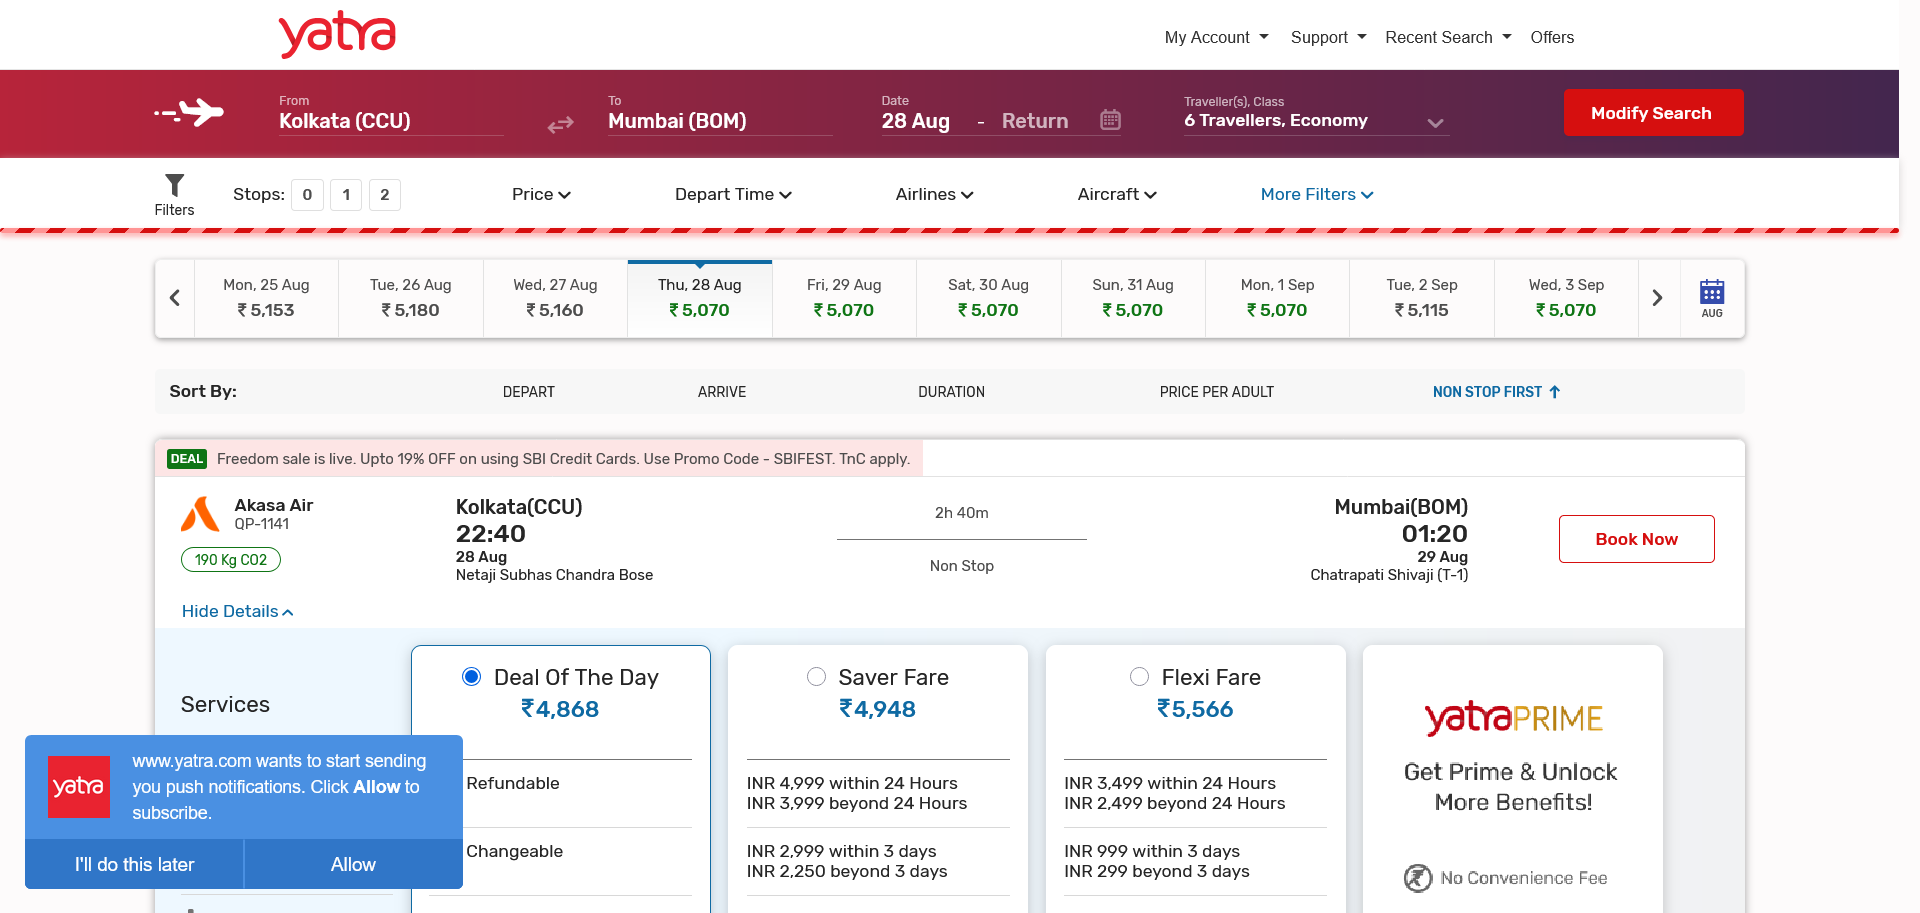 yatra
My Account
Support
Recent Search
Offers
From
Kolkata (CCU)
To
Mumbai (BOM)
Date
28 Aug - Return
Traveller(s), Class
6 Travellers, Economy
Modify Search
Filters
Stops: 0 1 2
Price
Depart Time
Airlines
Aircraft
More Filters
Mon, 25 Aug
₹ 5,153
Tue, 26 Aug
₹ 5,180
Wed, 27 Aug
₹ 5,160
Thu, 28 Aug
₹ 5,070
Fri, 29 Aug
₹ 5,070
Sat, 30 Aug
₹ 5,070
Sun, 31 Aug
₹ 5,070
Mon, 1 Sep
₹ 5,070
Tue, 2 Sep
₹ 5,115
Wed, 3 Sep
₹ 5,070
AUG
Sort By:
DEPART
ARRIVE
DURATION
PRICE PER ADULT
NON STOP FIRST
DEAL Freedom sale is live. Upto 19% OFF on using SBI Credit Cards. Use Promo Code - SBIFEST. TnC apply.
Akasa Air
QP-1141
190 Kg CO2
Kolkata(CCU)
22:40
28 Aug
Netaji Subhas Chandra Bose
2h 40m
Non Stop
Mumbai(BOM)
01:20
29 Aug
Chatrapati Shivaji (T-1)
Book Now
Hide Details
Services
Deal Of The Day
₹4,868
Refundable
Changeable
Saver Fare
₹4,948
INR 4,999 within 24 Hours
INR 3,999 beyond 24 Hours
INR 2,999 within 3 days
INR 2,250 beyond 3 days
Flexi Fare
₹5,566
INR 3,499 within 24 Hours
INR 2,499 beyond 24 Hours
INR 999 within 3 days
INR 299 beyond 3 days
yatraPRIME
Get Prime & Unlock
More Benefits!
No Convenience Fee
yatra
www.yatra.com wants to start sending
you push notifications. Click Allow to
subscribe.
I'll do this later
Allow